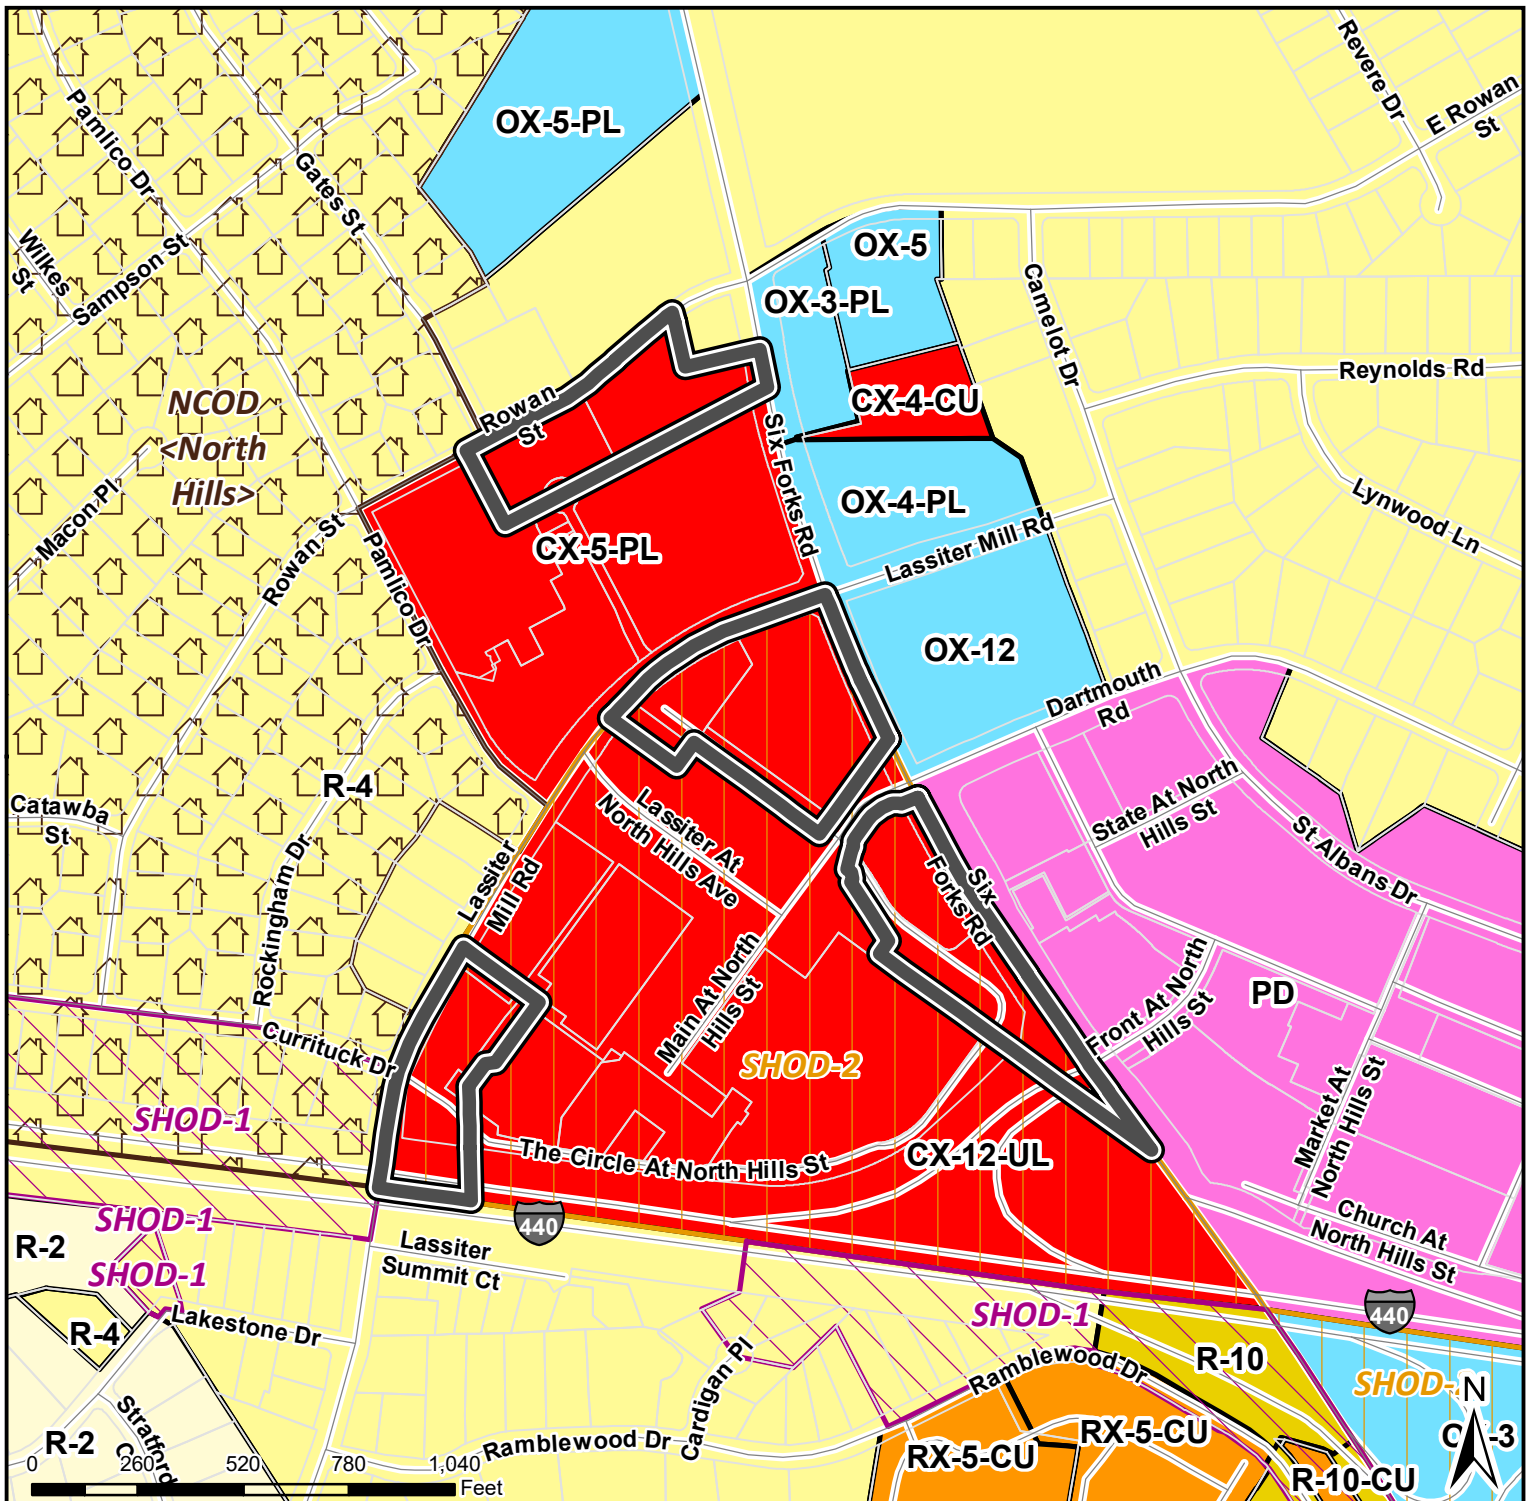 Revere Dr
E Rowan
St
OX-5-PL
Pamlico Dr
Gates St
Wilkes
St
Sampson St
OX-5
OX-3-PL
Camelot Dr
Reynolds Rd
NCOD
<North
Hills>
Rowan
St
CX-4-CU
Six Forks Rd
Macon Pl
OX-4-PL
Lynwood Ln
Lassiter Mill Rd
CX-5-PL
Rowan St
Pamlico Dr
OX-12
Dartmouth
Rd
R-4
Catawba
St
Lassiter At
North Hills Ave
State At North
Hills St
St Albans Dr
Lassiter
Mill Rd
Six
Forks Rd
Rockingham Dr
Main At North
Hills St
Front At North
Hills St
PD
Currituck Dr
SHOD-2
SHOD-1
Market At
North Hills St
The Circle At North Hills St
CX-12-UL
SHOD-1
440
Church At
North Hills St
R-2
Lassiter
Summit Ct
SHOD-1
SHOD-1
440
R-4
Lakestone Dr
R-10
Cardigan Pl
Ramblewood Dr
SHOD-
N
Stratford
R-2
Ramblewood Dr
RX-5-CU
RX-5-CU
R-10-CU
0 260 520 780 1,040
Feet